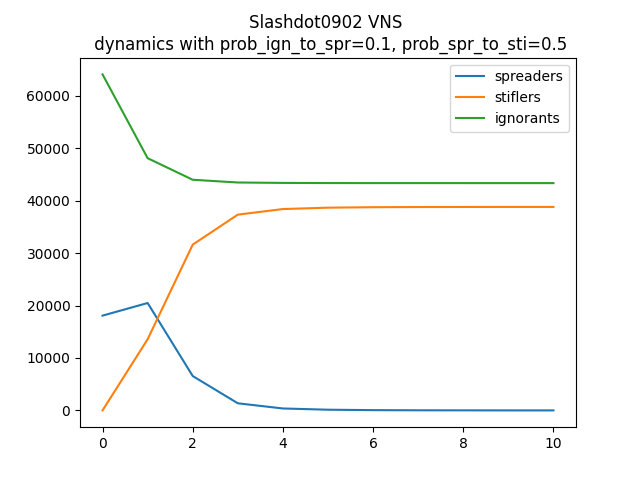 Slashdot0902 VNS
dynamics with prob_ign_to_spr=0.1, prob_spr_to_sti=0.5
spreaders
stiflers
ignorants
60000
50000
40000
30000
20000
10000
0
0 2 4 6 8 10